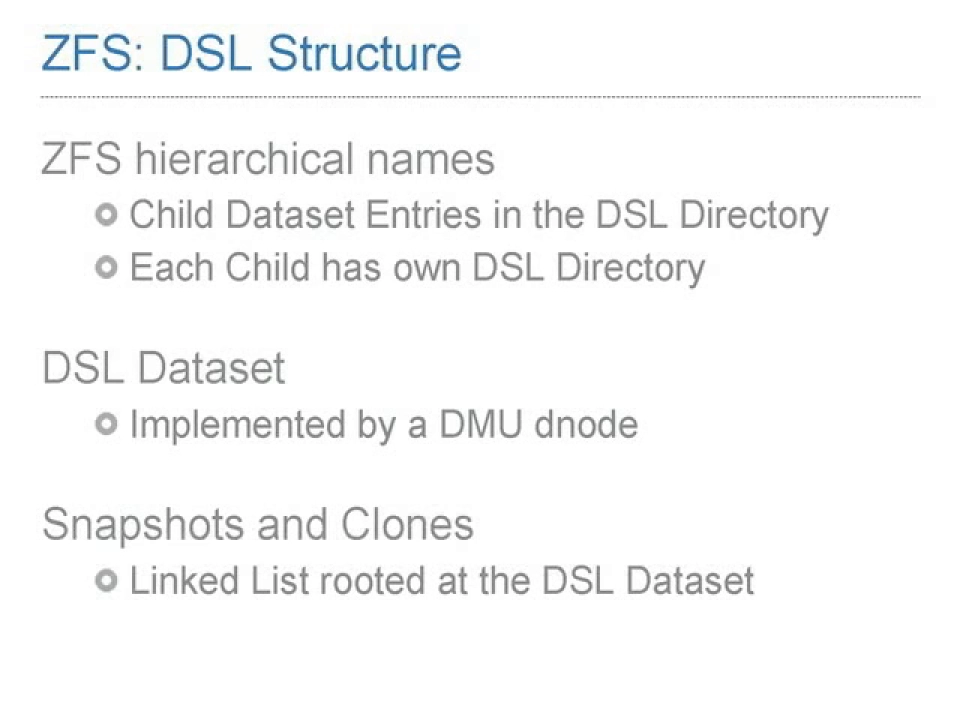 ZFS: DSL Structure
ZFS hierarchical names
Child Dataset Entries in the DSL Directory
Each Child has own DSL Directory
DSL Dataset
Implemented by a DMU dnode
Snapshots and Clones
Linked List rooted at the DSL Dataset